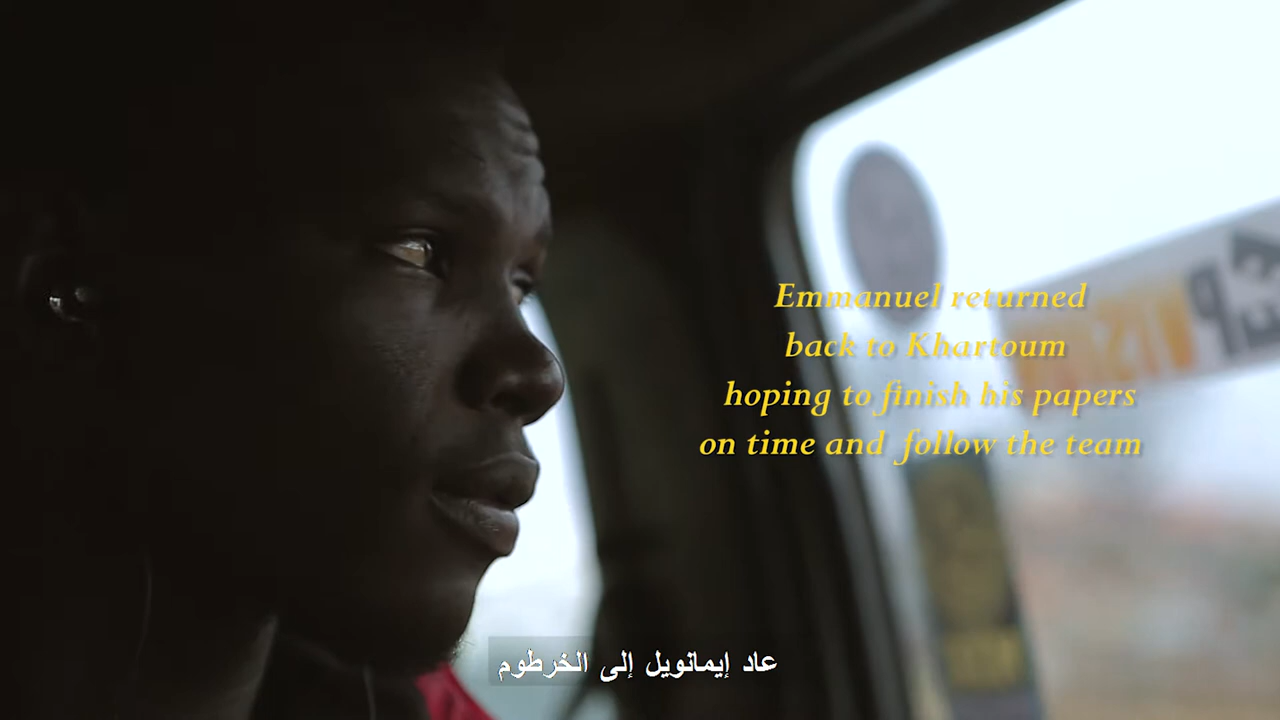 Emmanuel returned
back to Khartoum
hoping to finish his papers
on time and follow the team
عاد إيمانويل إلى الخرطوم